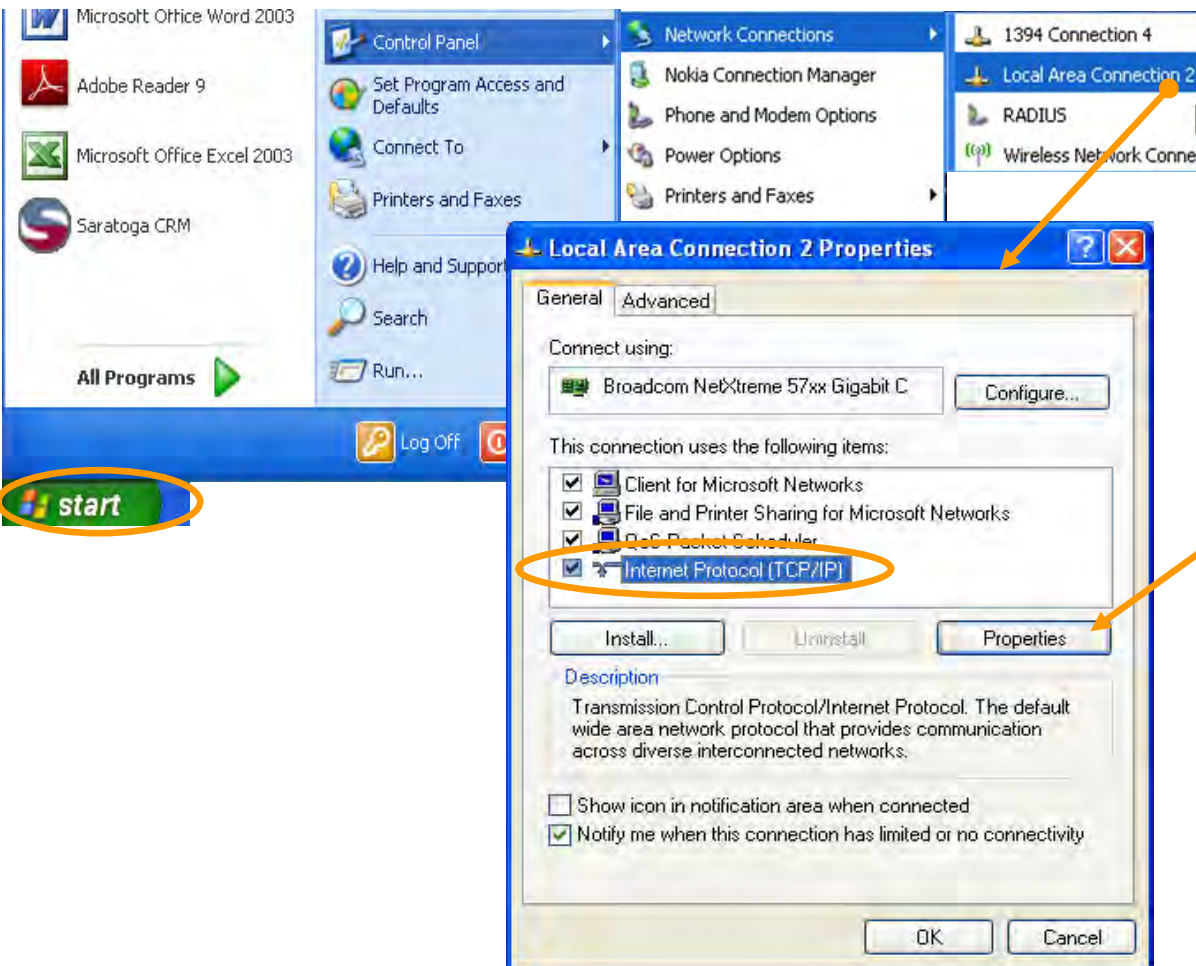 Microsoft Office Word 2003
Adobe Reader 9
Microsoft Office Excel 2003
Saratoga CRM
All Programs
Control Panel
Set Program Access and
Defaults
Connect To
Printers and Faxes
Help and Support
Search
Run...
Log Off
start
Network Connections
Nokia Connection Manager
Phone and Modem Options
Power Options
Printers and Faxes
1394 Connection 4
Local Area Connection 2
RADIUS
Wireless Network Conne
Local Area Connection 2 Properties
General
Advanced
Connect using:
Broadcom NetXtreme 57xx Gigabit C
Configure...
This connection uses the following items:
Client for Microsoft Networks
File and Printer Sharing for Microsoft Networks
QoS Packet Scheduler
Internet Protocol (TCP/IP)
Install...
Uninstall
Properties
Description
Transmission Control Protocol/Internet Protocol. The default
wide area network protocol that provides communication
across diverse interconnected networks.
Show icon in notification area when connected
Notify me when this connection has limited or no connectivity
OK
Cancel